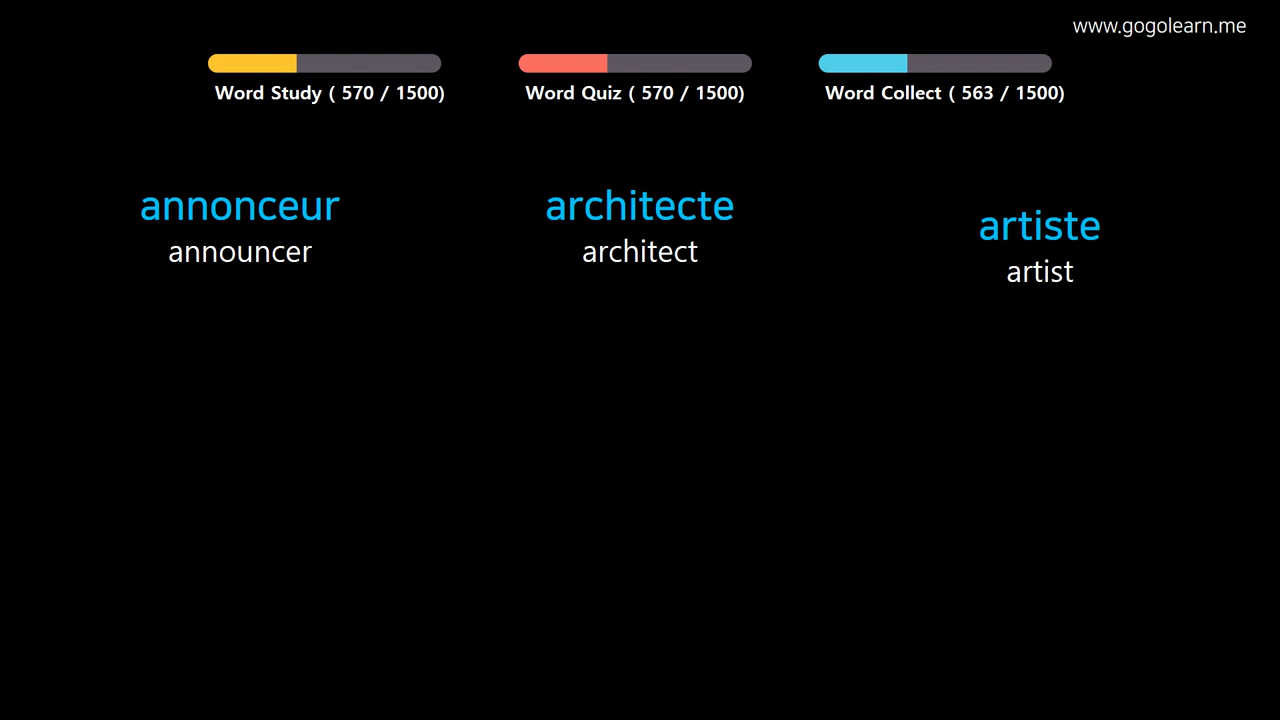 www.gogolearn.me
Word Study ( 570 / 1500)
Word Quiz ( 570 / 1500)
Word Collect ( 563 / 1500)
annonceur
announcer
architecte
architect
artiste
artist